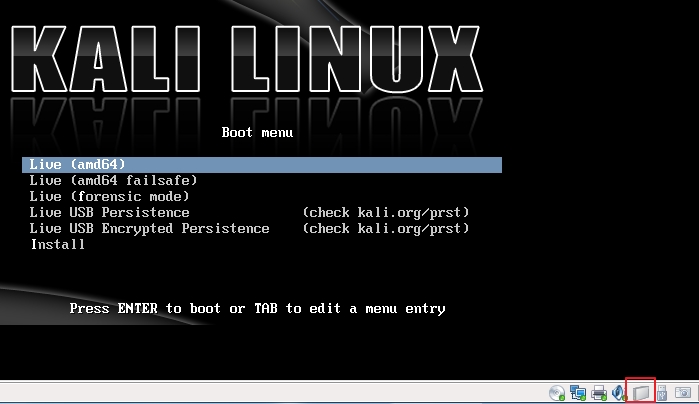 KALI LINUX
Boot menu
Live (amd64)
Live (amd64 failsafe)
Live (forensic mode)
Live USB Persistence (check kali.org/prst)
Live USB Encrypted Persistence (check kali.org/prst)
Install
Press ENTER to boot or TAB to edit a menu entry